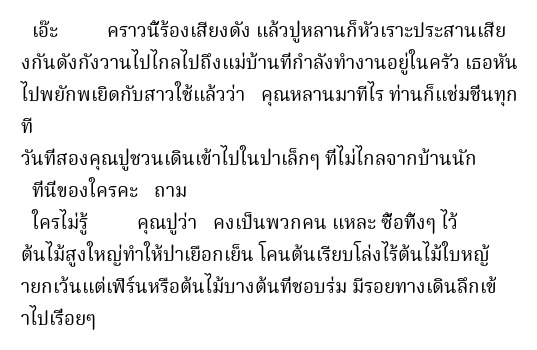 เอ๊ะ คราวนี้ร้องเสียงดัง แล้วปู่หลานก็หัวเราะประสานเสีย
งกันดังกังวานไปไกลไปถึงแม่บ้านที่กำลังทำงานอยู่ในครัว เธอหัน
ไปพยักพเยิดกับสาวใช้แล้วว่า คุณหลานมาทีไร ท่านก็แช่มชื่นทุก
ที
วันที่สองคุณปู่ชวนเดินเข้าไปในป่าเล็กๆ ที่ไม่ไกลจากบ้านนัก
ที่นี่ของใครคะ ถาม
ใครไม่รู้ คุณปู่ว่า คงเป็นพวกคน แหละ ซื้อทิ้งๆ ไว้
ต้นไม้สูงใหญ่ทำให้ป่าเยือกเย็น โคนต้นเรียบโล่งไร้ต้นไม้ใบหญ้
ายกเว้นแต่เฟิร์นหรือต้นไม้บางต้นที่ชอบร่ม มีรอยทางเดินลึกเข้
าไปเรื่อยๆ